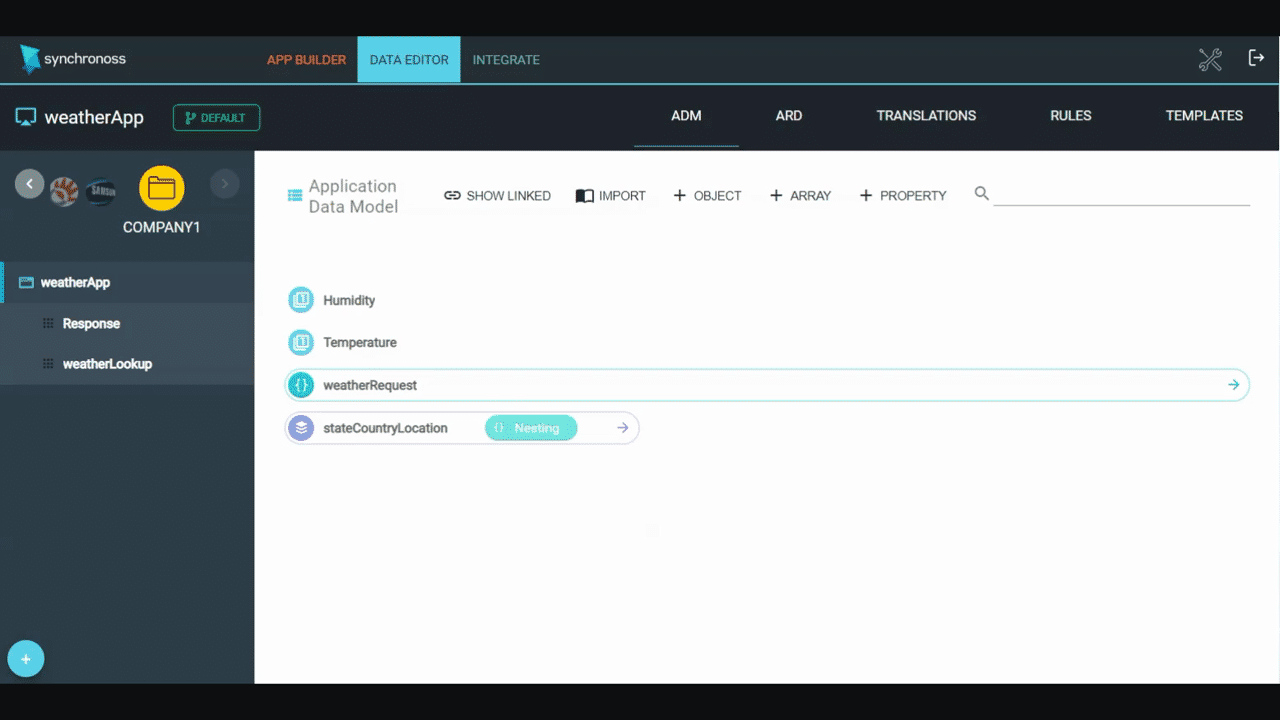 synchronoss
APP BUILDER
DATA EDITOR
INTEGRATE
weatherApp
DEFAULT
ADM
ARD
TRANSLATIONS
RULES
TEMPLATES
SAMSUN
COMPANY1
Application
Data Model
SHOW LINKED
IMPORT
+ OBJECT
+ ARRAY
+ PROPERTY
weatherApp
Response
weatherLookup
Humidity
Temperature
{} weatherRequest
stateCountryLocation
{} Nesting
+